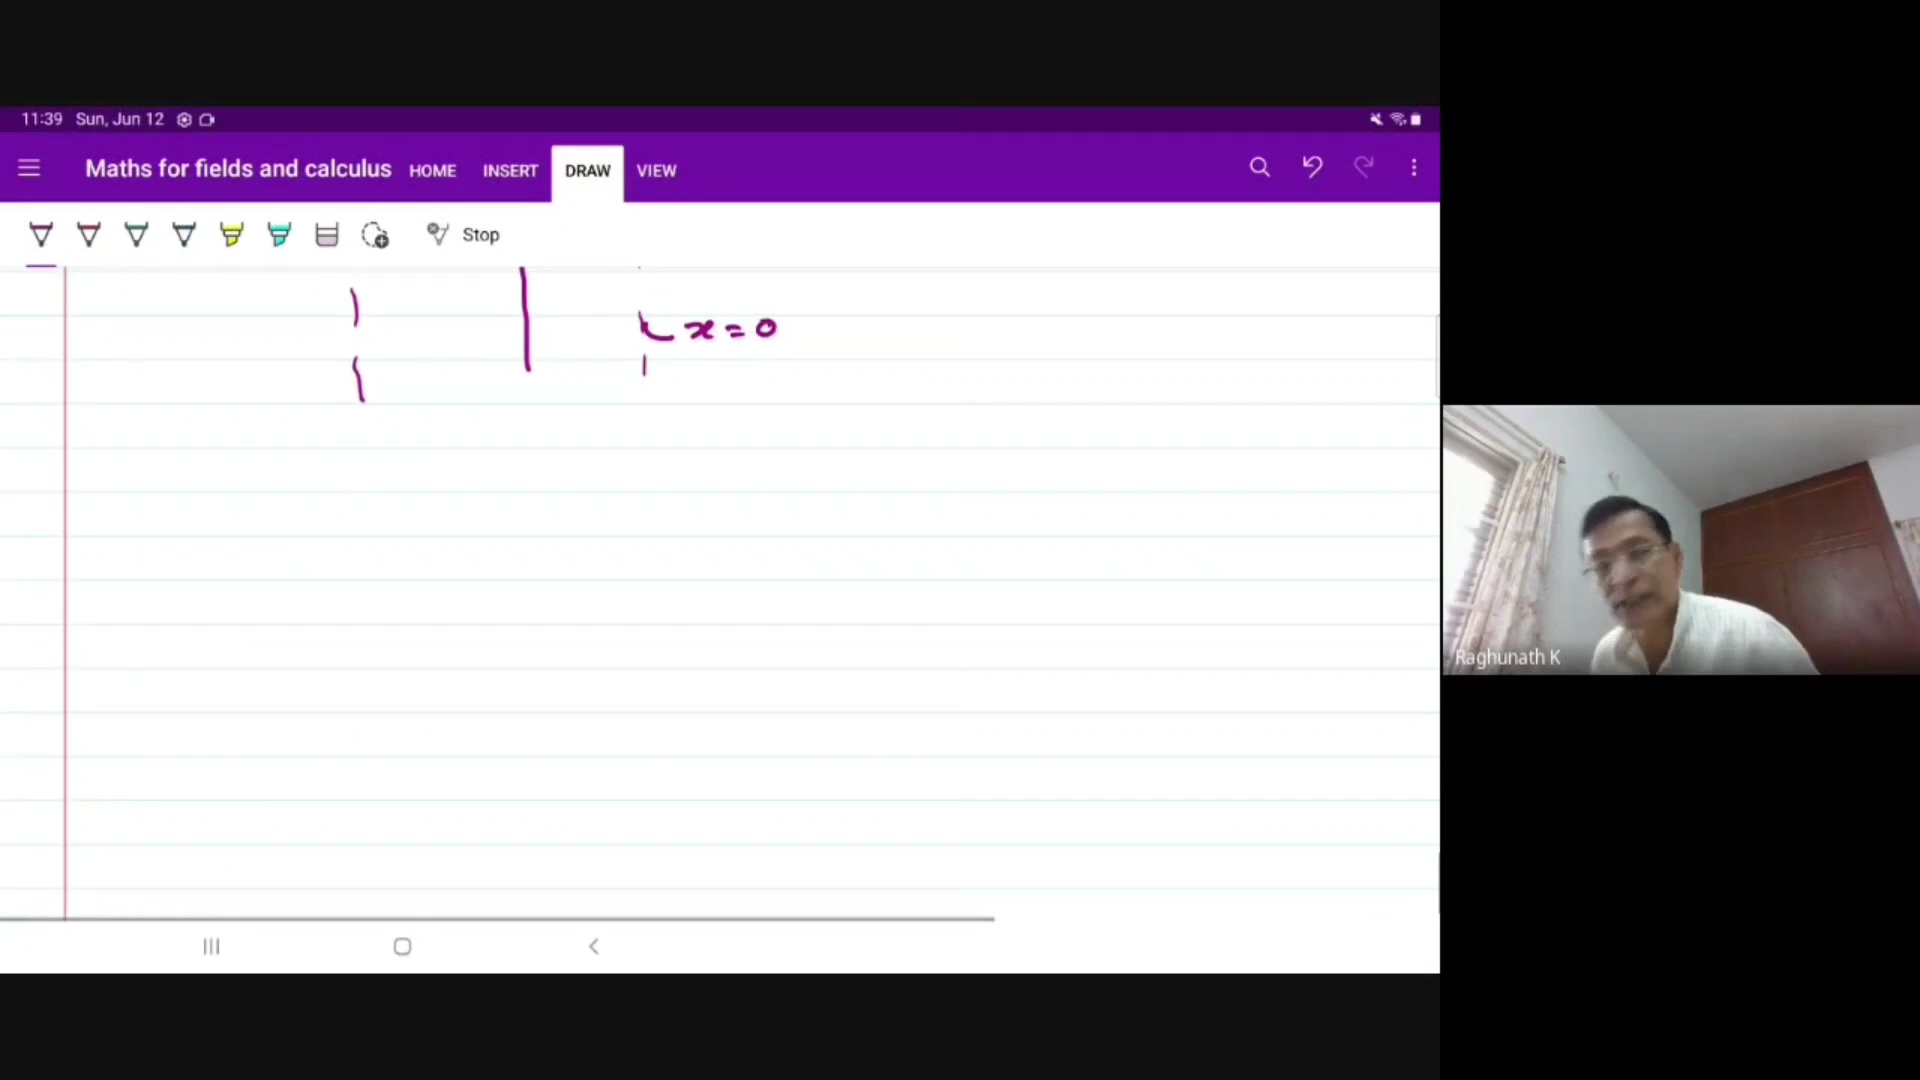 11:39 Sun, Jun 12
Maths for fields and calculus HOME INSERT DRAW VIEW
Stop
x = 0
Raghunath K